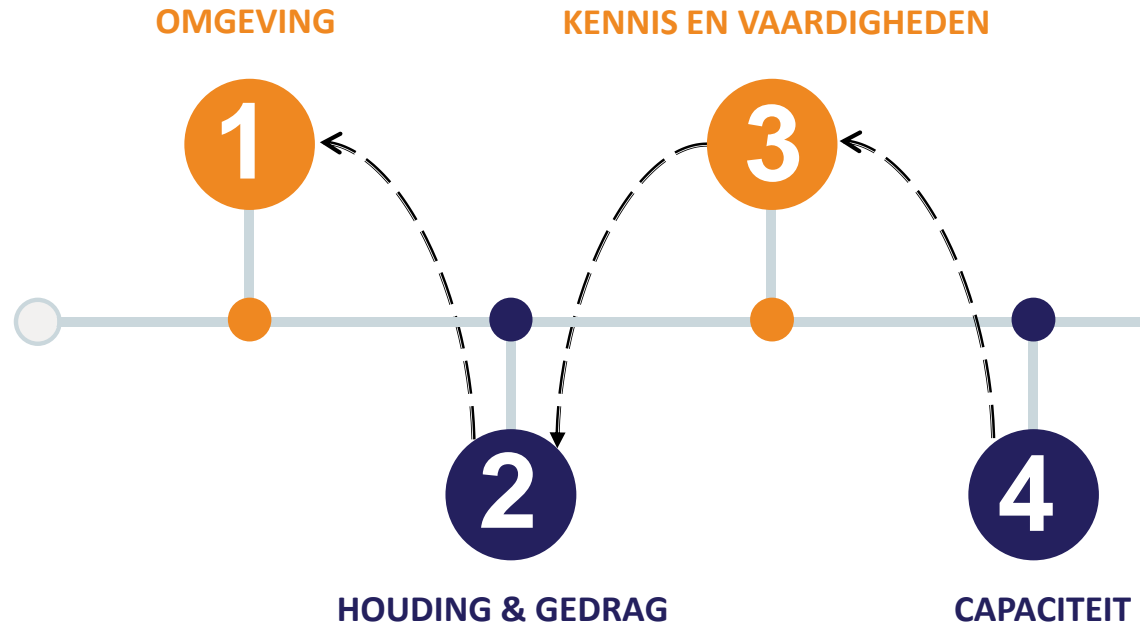 OMGEVING
KENNIS EN VAARDIGHEDEN
1
3
2
4
HOUDING & GEDRAG
CAPACITEIT